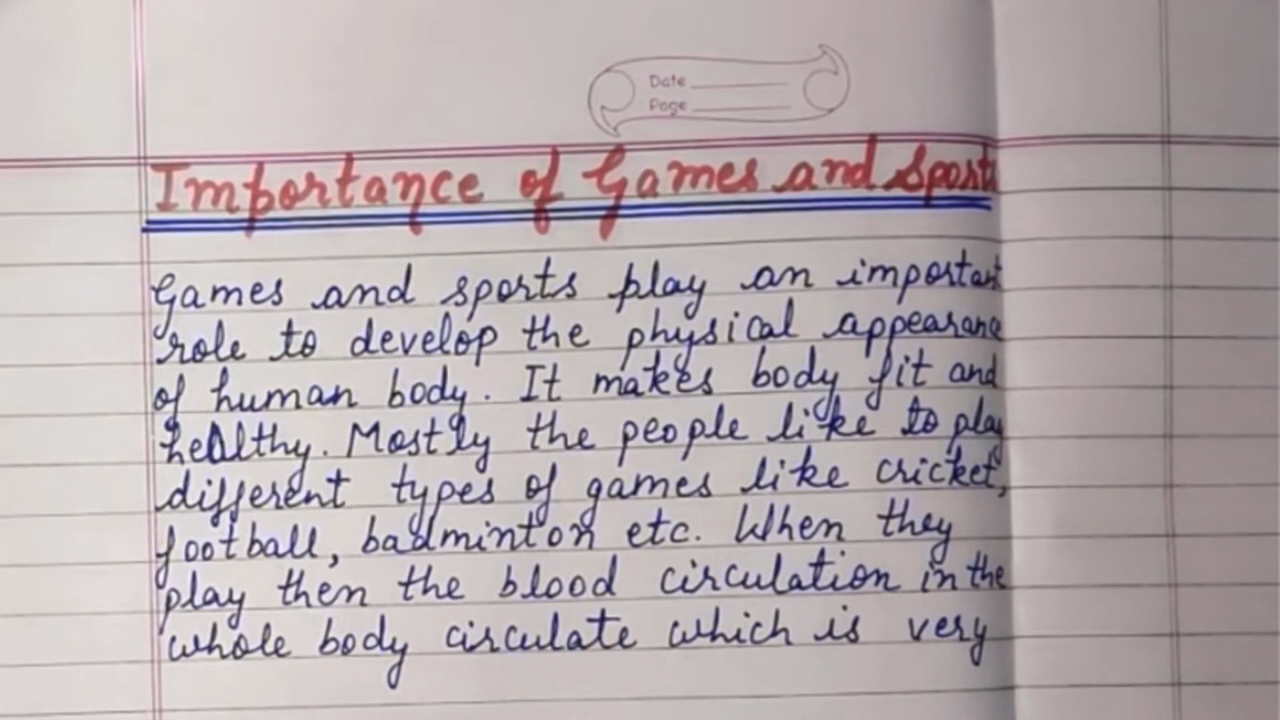 Date
Page
Importance of Games and Sports
Games and sports play an important
role to develop the physical appearance
of human body. It makes body fit and
healthy. Mostly the people like to play
different types of games like cricket,
football, badminton etc. When they
play then the blood circulation in the
whole body circulate which is very